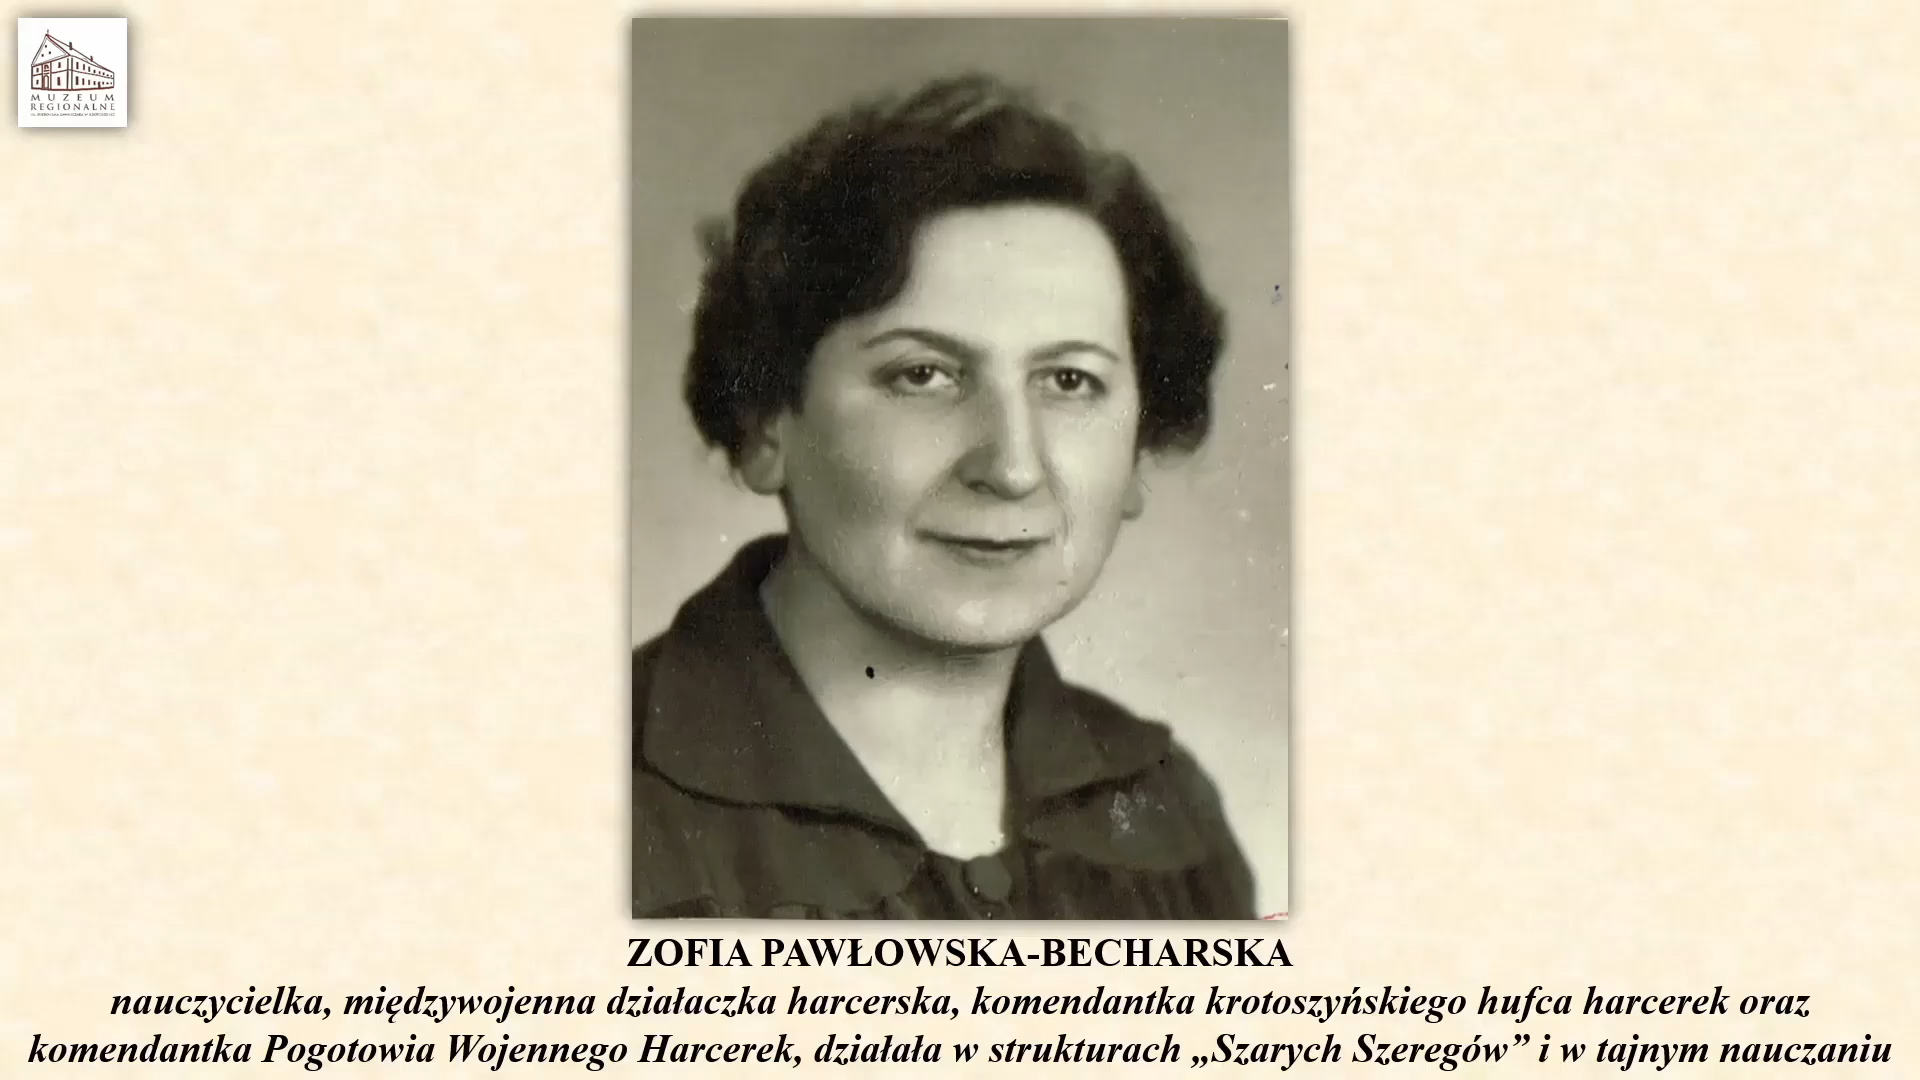 MUZEUM
REGIONALNE
ZOFIA PAWŁOWSKA-BECHARSKA
nauczycielka, międzywojenna działaczka harcerska, komendantka krotoszyńskiego hufca harcerek oraz
komendantka Pogotowia Wojennego Harcerek, działała w strukturach „Szarych Szeregów” i w tajnym nauczaniu